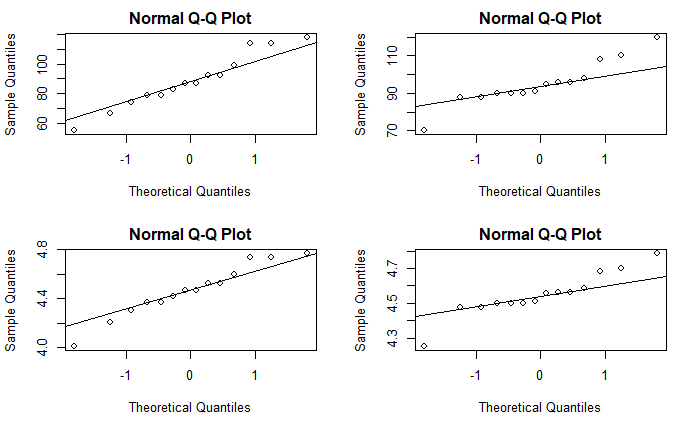 Normal Q-Q Plot
Sample Quantiles
60 80 100
-1 0 1
Theoretical Quantiles
Normal Q-Q Plot
Sample Quantiles
70 90 110
-1 0 1
Theoretical Quantiles
Normal Q-Q Plot
Sample Quantiles
4.0 4.4 4.8
-1 0 1
Theoretical Quantiles
Normal Q-Q Plot
Sample Quantiles
4.3 4.5 4.7
-1 0 1
Theoretical Quantiles